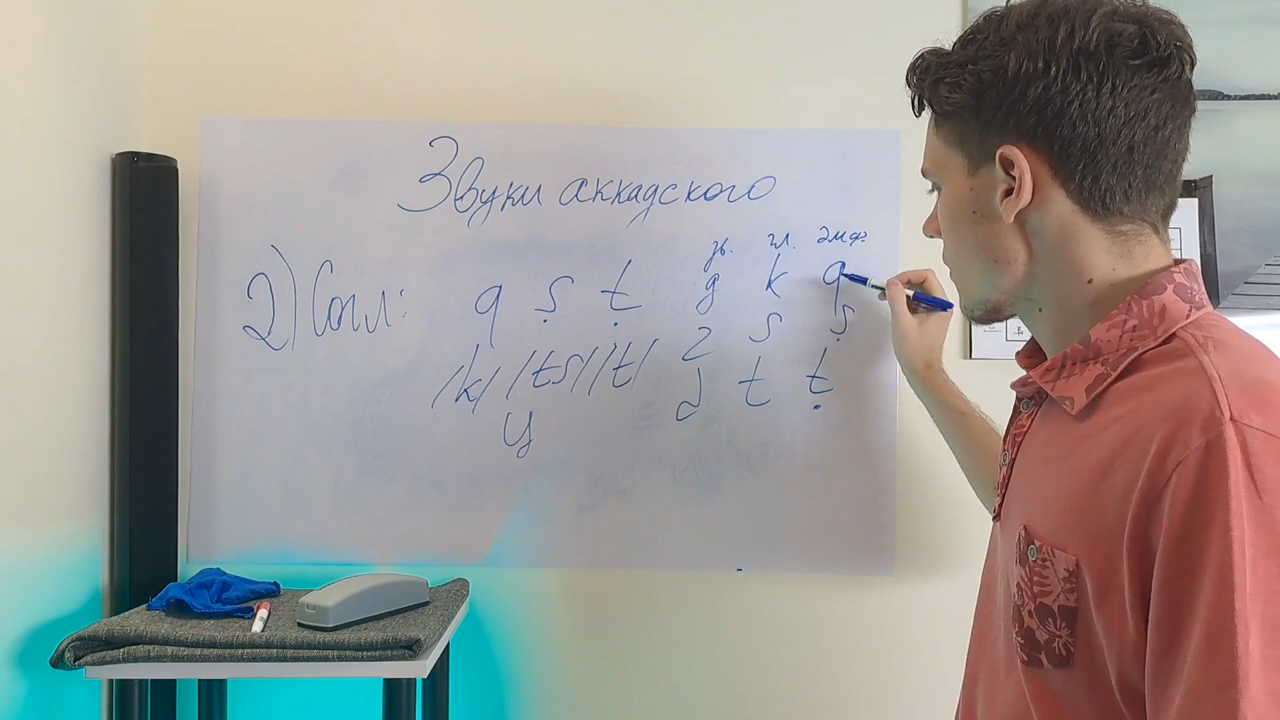 Звуки аккадского
зв. гл. эмф.
2) Согл: q ṣ ṭ g k q
z s ṣ
/k/ /ts/ /t/ d t ṭ
ц